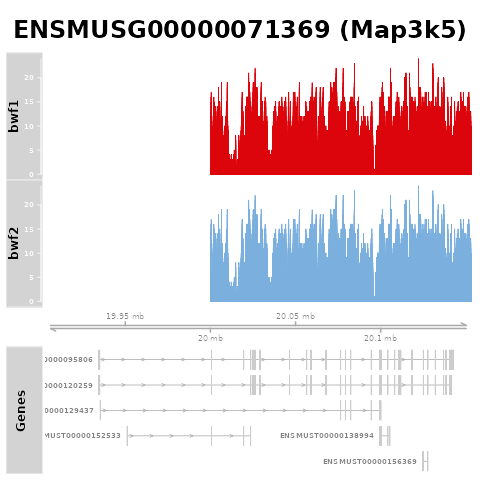 ENSMUSG00000071369 (Map3k5)
bwf1
20
15
10
5
0
bwf2
20
15
10
5
0
19.95 mb
20.05 mb
20 mb
20.1 mb
Genes
0000095806
0000120259
0000129437
MUST00000152533
ENSMUST00000138994
ENSMUST00000156369